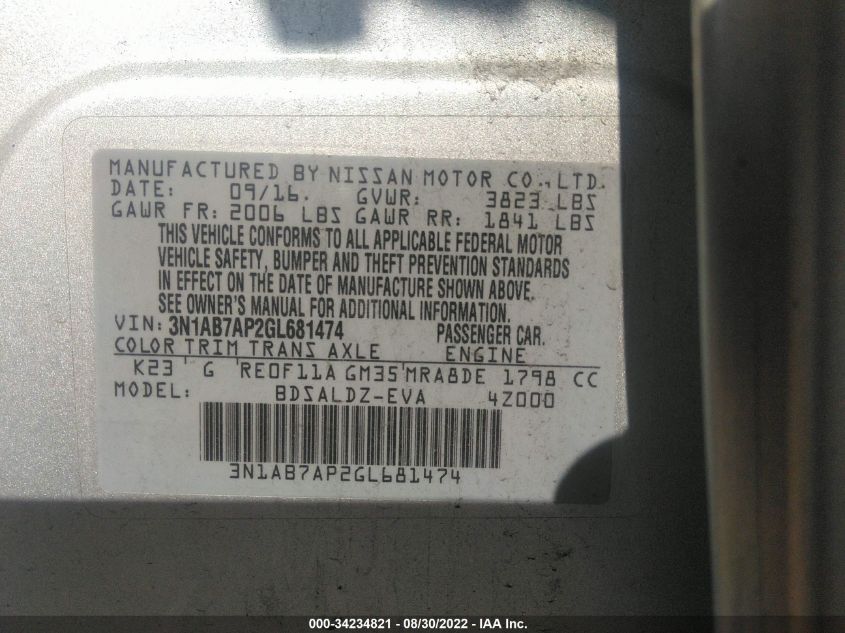 MANUFACTURED BY NISSAN MOTOR CO.,LTD.
DATE: 09/16. GVWR: 3823 LBS
GAWR FR: 2006 LBS GAWR RR: 1841 LBS
THIS VEHICLE CONFORMS TO ALL APPLICABLE FEDERAL MOTOR
VEHICLE SAFETY, BUMPER AND THEFT PREVENTION STANDARDS
IN EFFECT ON THE DATE OF MANUFACTURE SHOWN ABOVE.
SEE OWNER'S MANUAL FOR ADDITIONAL INFORMATION.
VIN: 3N1AB7AP2GL681474 PASSENGER CAR.
COLOR TRIM TRANS AXLE ENGINE
K23 ' G 'RE0F11A GM35'MRA8DE 1798 CC
MODEL: BDSALDZ-EVA 4Z000
3N1AB7AP2GL681474
000-34234821 - 08/30/2022 - IAA Inc.